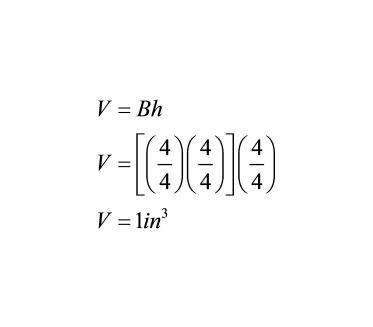 V = Bh
V = [(4/4)(4/4)](4/4)
V = 1in³